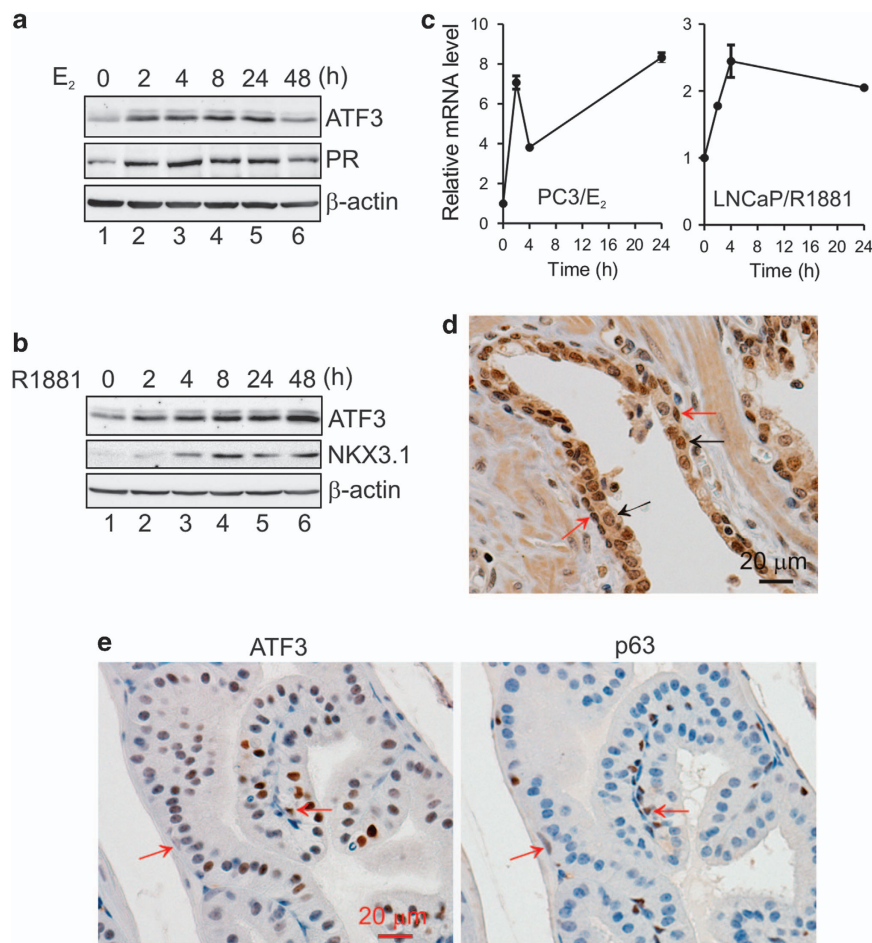 a
E₂ 0 2 4 8 24 48 (h)
ATF3
PR
β-actin
1 2 3 4 5 6
b
R1881 0 2 4 8 24 48 (h)
ATF3
NKX3.1
β-actin
1 2 3 4 5 6
c
Relative mRNA level
10
8
6
4
2
0
PC3/E₂
0 4 8 12 16 20 24
Time (h)
3
2
1
0
LNCaP/R1881
0 4 8 12 16 20 24
Time (h)
d
20 μm
e
ATF3
p63
20 μm